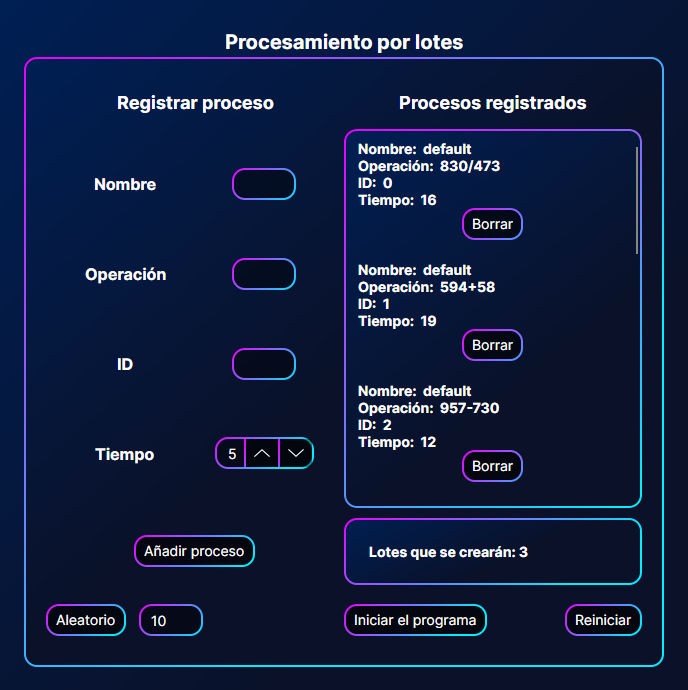 Procesamiento por lotes
Registrar proceso
Nombre
Operación
ID
Tiempo
5
Añadir proceso
Aleatorio
10
Procesos registrados
Nombre: default
Operación: 830/473
ID: 0
Tiempo: 16
Borrar
Nombre: default
Operación: 594+58
ID: 1
Tiempo: 19
Borrar
Nombre: default
Operación: 957-730
ID: 2
Tiempo: 12
Borrar
Lotes que se crearán: 3
Iniciar el programa
Reiniciar